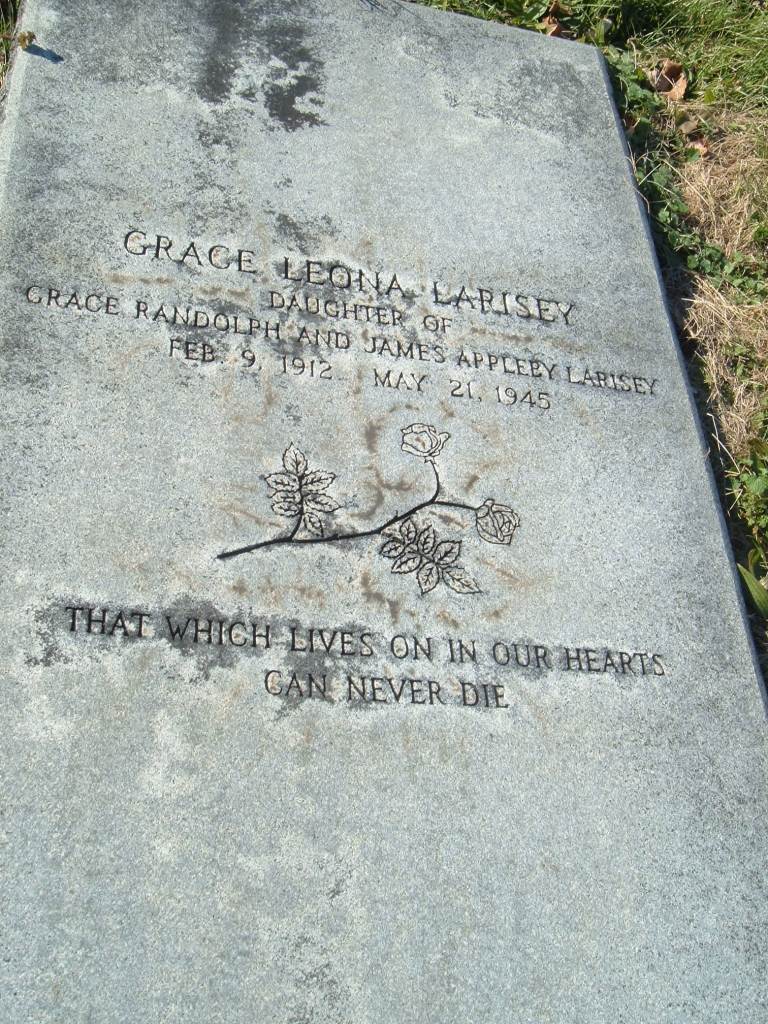 GRACE LEONA LARISEY
DAUGHTER OF
GRACE RANDOLPH AND JAMES APPLEBY LARISEY
FEB. 9, 1912 MAY 21, 1945
THAT WHICH LIVES ON IN OUR HEARTS
CAN NEVER DIE